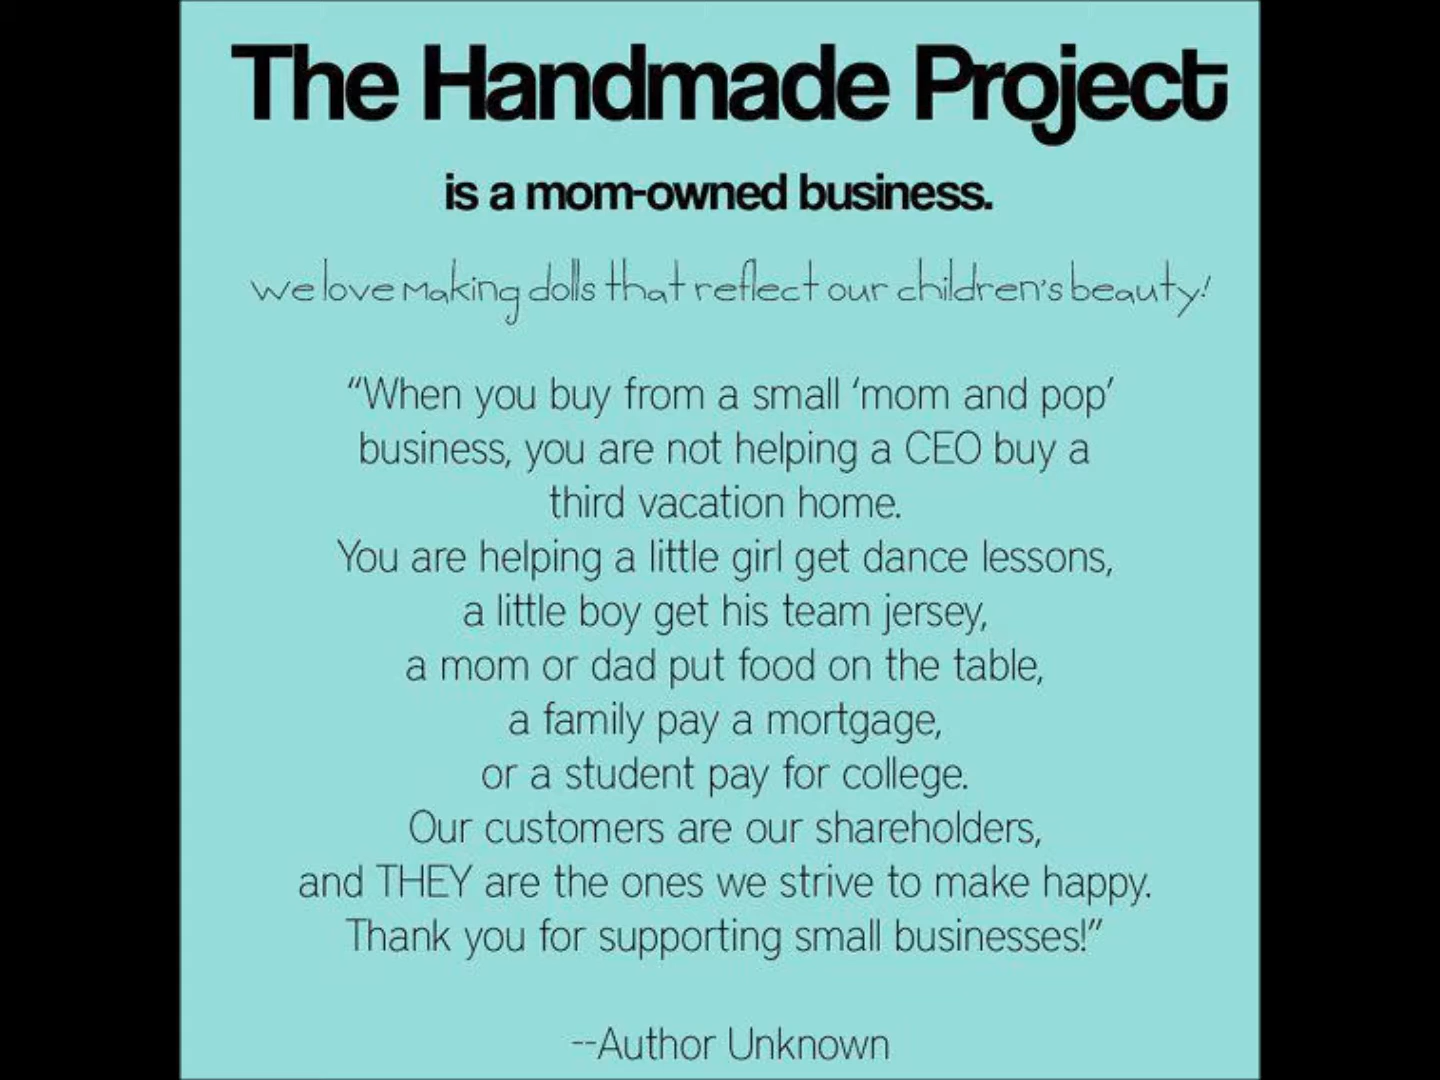 The Handmade Project
is a mom-owned business.
we love making dolls that reflect our children's beauty!
“When you buy from a small ‘mom and pop’
business, you are not helping a CEO buy a
third vacation home.
You are helping a little girl get dance lessons,
a little boy get his team jersey,
a mom or dad put food on the table,
a family pay a mortgage,
or a student pay for college.
Our customers are our shareholders,
and THEY are the ones we strive to make happy.
Thank you for supporting small businesses!”
--Author Unknown